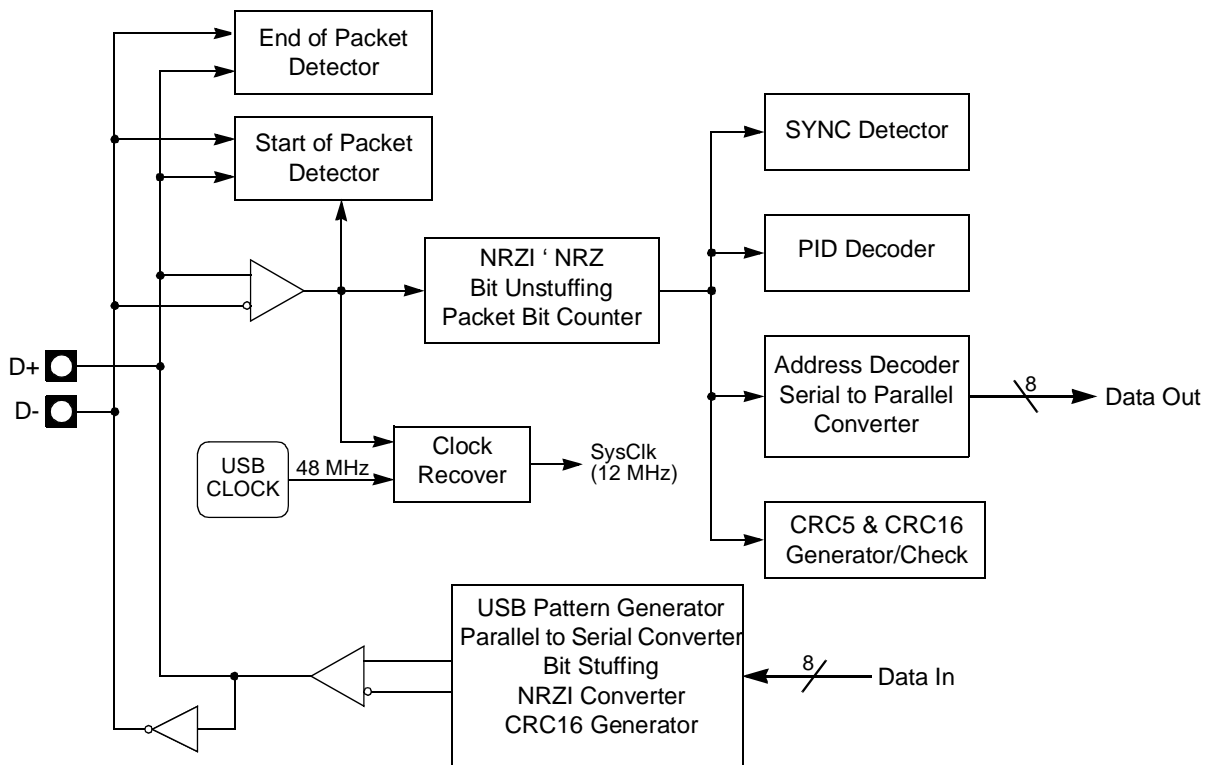 End of Packet
Detector
Start of Packet
Detector
SYNC Detector
PID Decoder
NRZI ‘ NRZ
Bit Unstuffing
Packet Bit Counter
D+
D-
Address Decoder
Serial to Parallel
Converter
8
Data Out
USB
CLOCK
48 MHz
Clock
Recover
SysClk
(12 MHz)
CRC5 & CRC16
Generator/Check
USB Pattern Generator
Parallel to Serial Converter
Bit Stuffing
NRZI Converter
CRC16 Generator
8
Data In